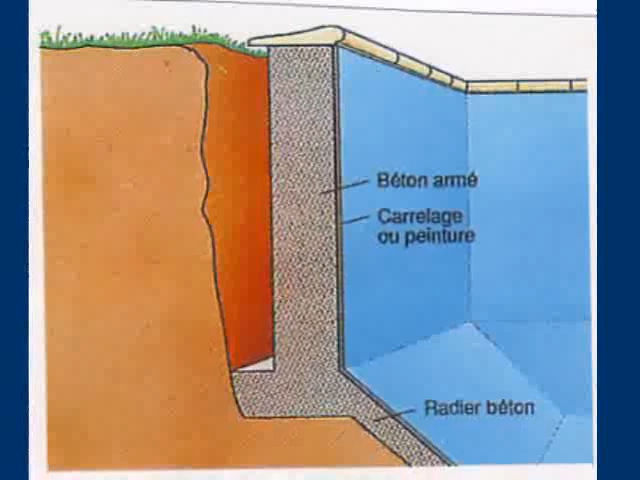 Béton armé
Carrelage
ou peinture
Radier béton